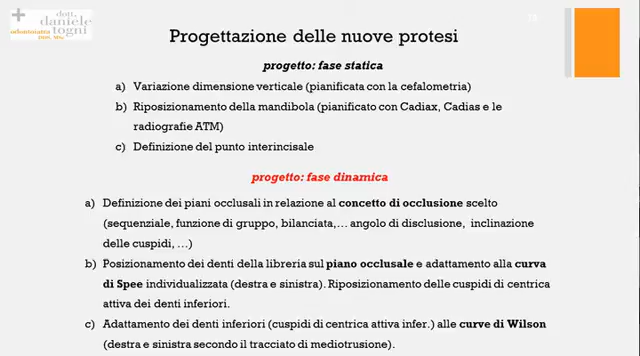 dott.
daniele
togni
odontoiatra
Progettazione delle nuove protesi
progetto: fase statica
a) Variazione dimensione verticale (pianificata con la cefalometria)
b) Riposizionamento della mandibola (pianificato con Cadiax, Cadias e le
radiografie ATM)
c) Definizione del punto interincisale
progetto: fase dinamica
a) Definizione dei piani occlusali in relazione al concetto di occlusione scelto
(sequenziale, funzione di gruppo, bilanciata,... angolo di disclusione, inclinazione
delle cuspidi, ...)
b) Posizionamento dei denti della libreria sul piano occlusale e adattamento alla curva
di Spee individualizzata (destra e sinistra). Riposizionamento delle cuspidi di centrica
attiva dei denti inferiori.
c) Adattamento dei denti inferiori (cuspidi di centrica attiva infer.) alle curve di Wilson
(destra e sinistra secondo il tracciato di mediotrusione).